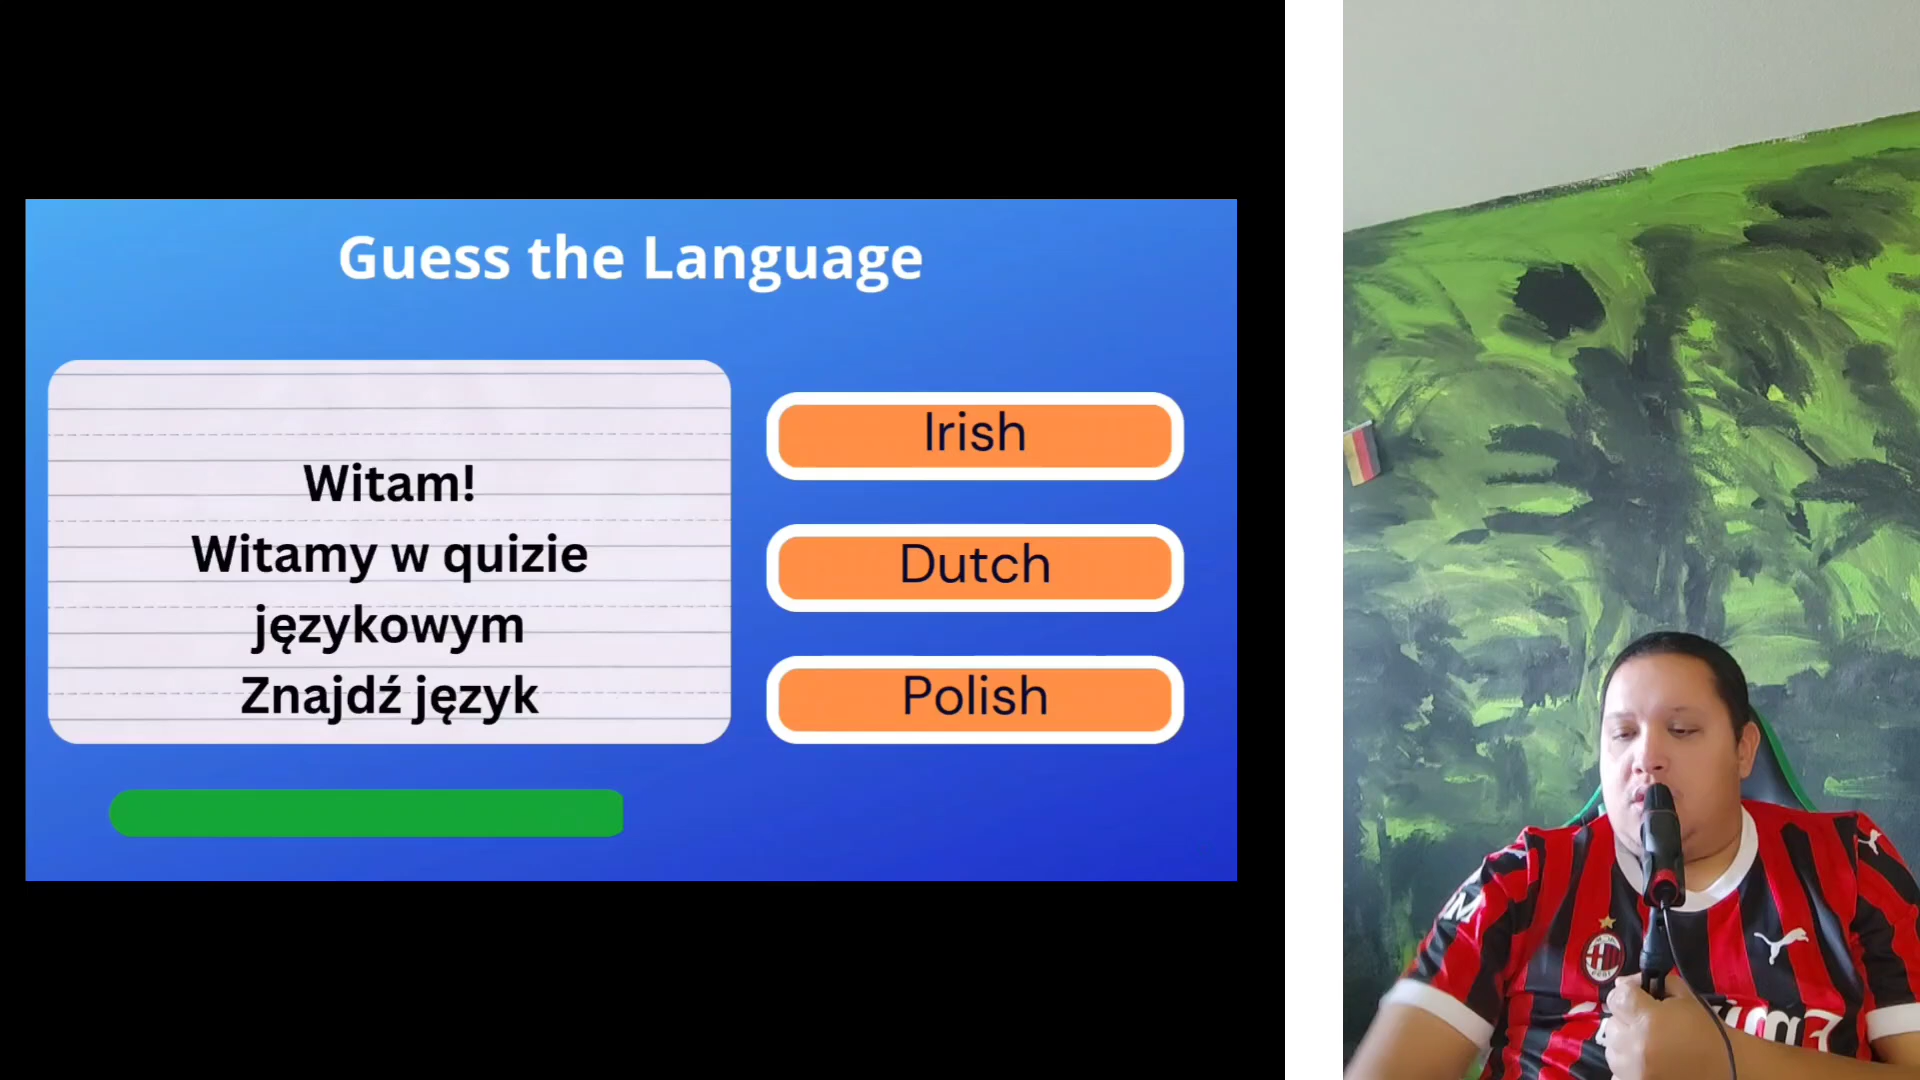 Guess the Language
Witam!
Witamy w quizie
językowym
Znajdź język
Irish
Dutch
Polish